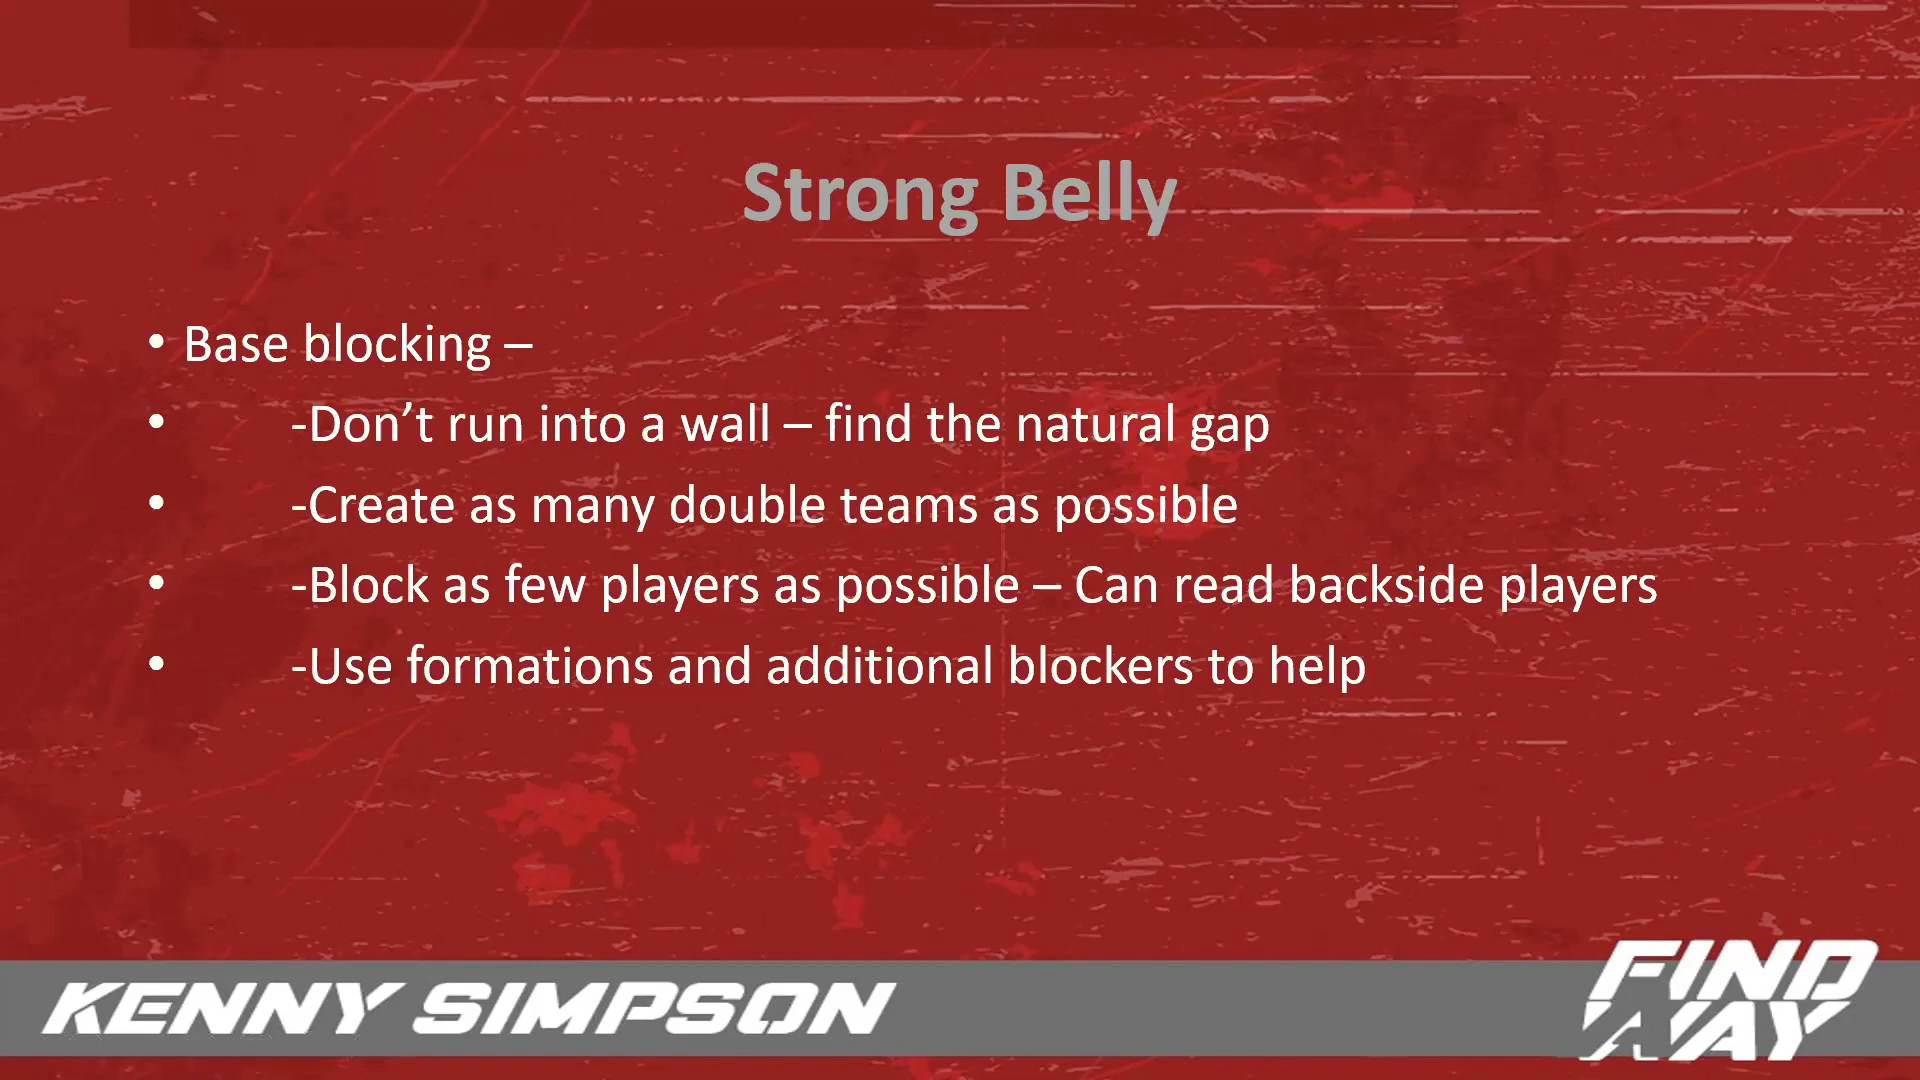 Strong Belly
• Base blocking –
• -Don’t run into a wall – find the natural gap
• -Create as many double teams as possible
• -Block as few players as possible – Can read backside players
• -Use formations and additional blockers to help
KENNY SIMPSON
FIND
A WAY